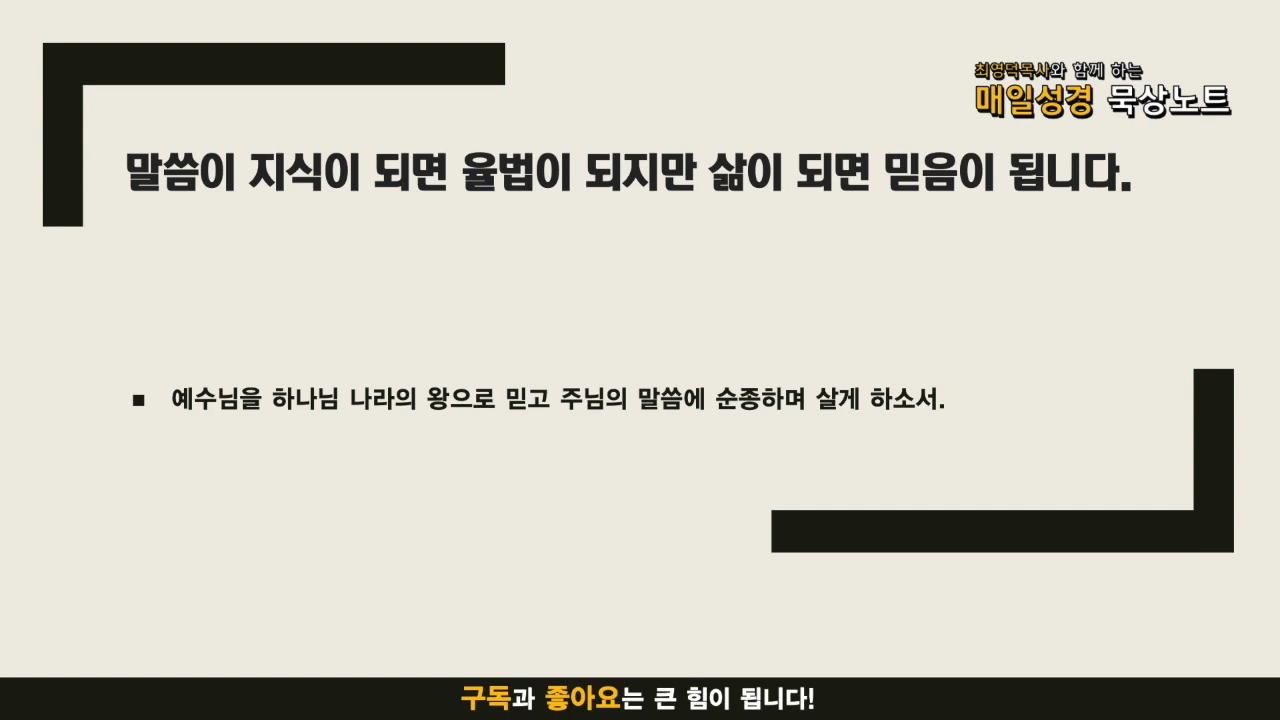 최영덕목사와 함께 하는
매일성경 묵상노트
말씀이 지식이 되면 율법이 되지만 삶이 되면 믿음이 됩니다.
■ 예수님을 하나님 나라의 왕으로 믿고 주님의 말씀에 순종하며 살게 하소서.
구독과 좋아요는 큰 힘이 됩니다!